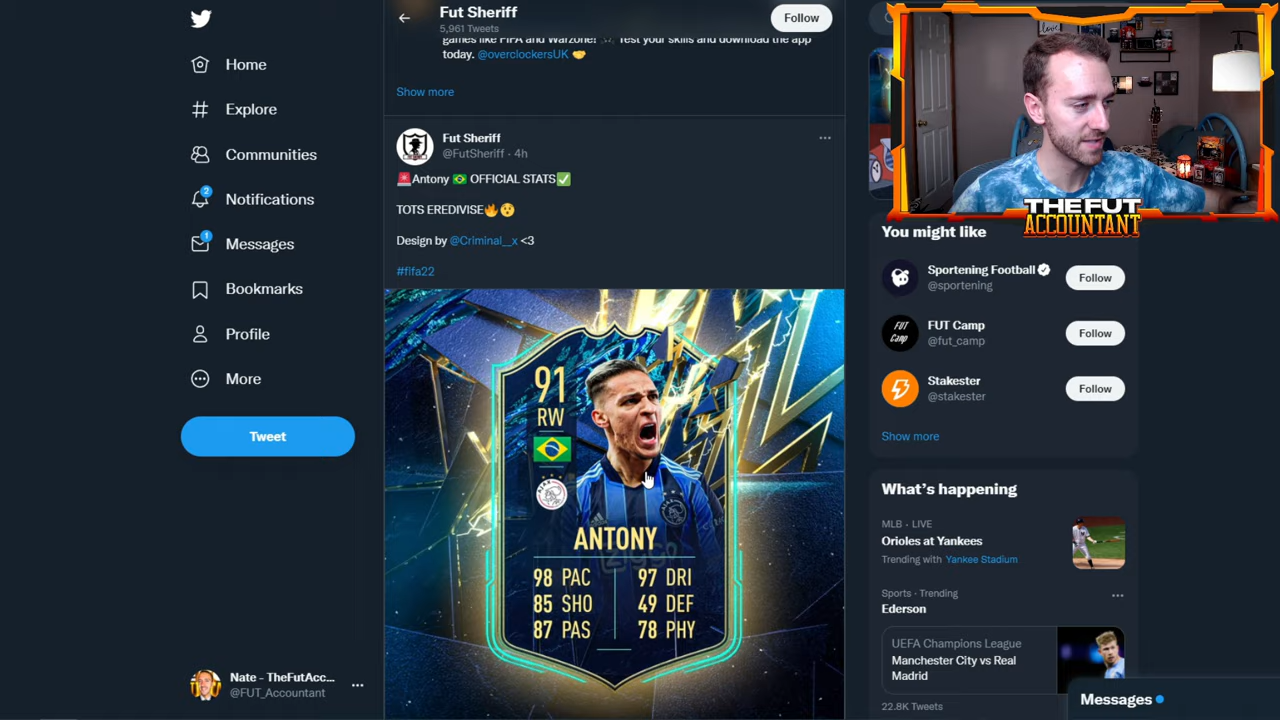 Home
Explore
Communities
2
Notifications
1
Messages
Bookmarks
Profile
More
Tweet
Nate - TheFutAcc...
@FUT_Accountant
Fut Sheriff
5,961 Tweets
Follow
games like FIFA and Warzone! Test your skills and download the app
today. @overclockersUK
Show more
Fut Sheriff
@FutSheriff · 4h
Antony OFFICIAL STATS
TOTS EREDIVISE
Design by @Criminal__x <3
#fifa22
91
RW
ANTONY
98 PAC 97 DRI
85 SHO 49 DEF
87 PAS 78 PHY
THE FUT
ACCOUNTANT
You might like
Sportening Football
@sportening
Follow
FUT Camp
@fut_camp
Follow
Stakester
@stakester
Follow
Show more
What's happening
MLB · LIVE
Orioles at Yankees
Trending with Yankee Stadium
Sports · Trending
Ederson
UEFA Champions League
Manchester City vs Real
Madrid
22.8K Tweets
Messages